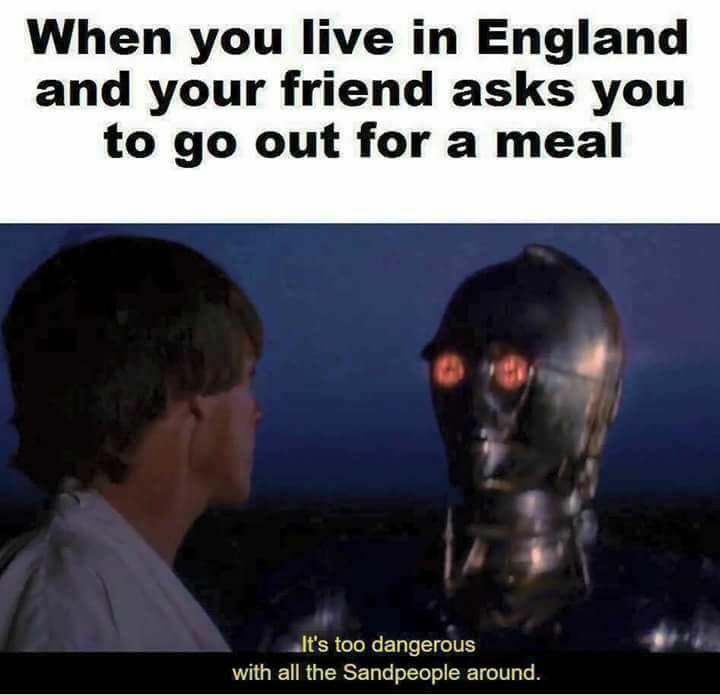 When you live in England
and your friend asks you
to go out for a meal
It's too dangerous
with all the Sandpeople around.